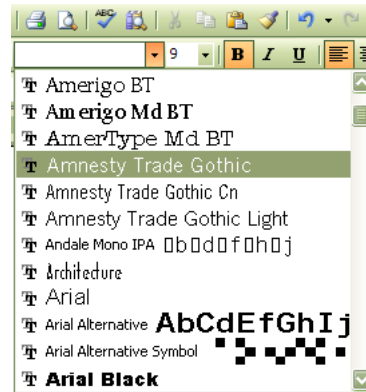 ABC
9 B I U
Amerigo BT
Amerigo Md BT
AmerType Md BT
Amnesty Trade Gothic
Amnesty Trade Gothic Cn
Amnesty Trade Gothic Light
Andale Mono IPA ▯b▯d▯f▯h▯j
Architecture
Arial
Arial Alternative AbCdEfGhIj
Arial Alternative Symbol
Arial Black